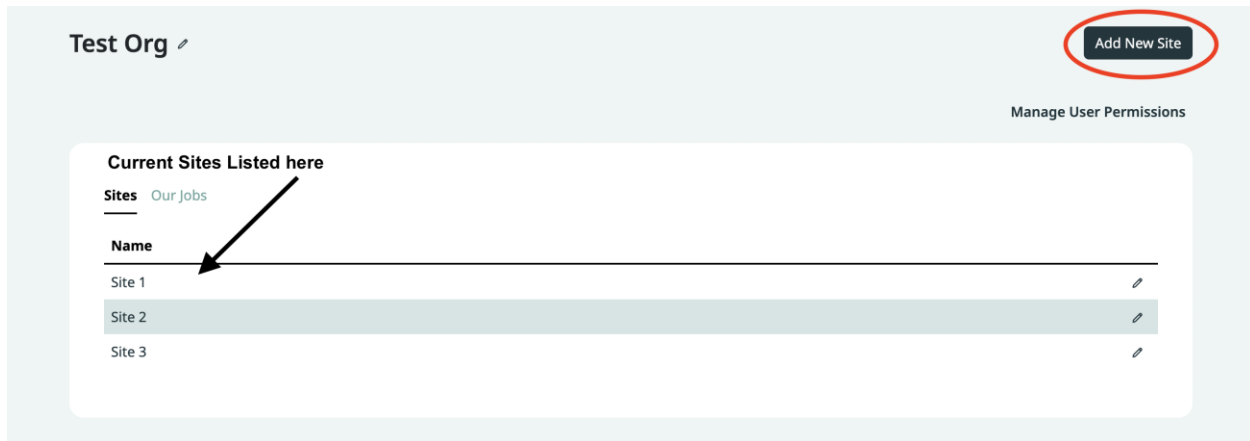 Test Org
Add New Site
Manage User Permissions
Current Sites Listed here
Sites Our Jobs
Name
Site 1
Site 2
Site 3